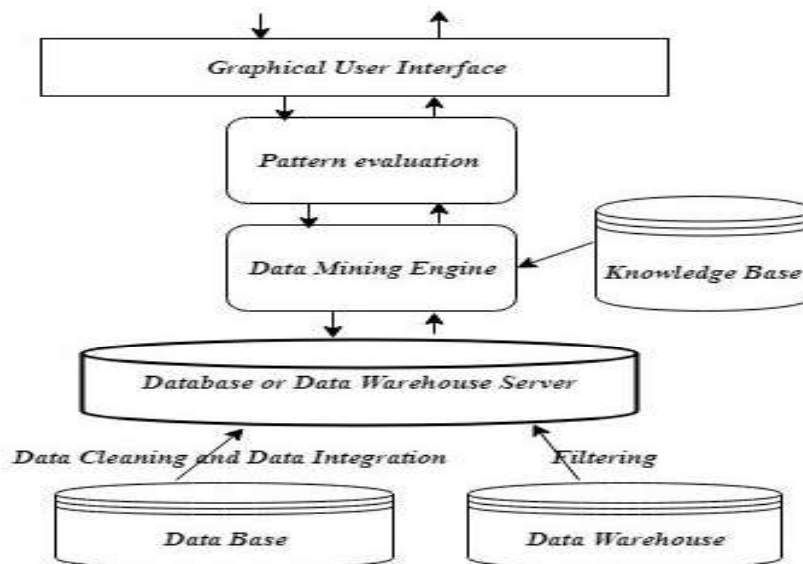 Graphical User Interface
Pattern evaluation
Data Mining Engine
Knowledge Base
Database or Data Warehouse Server
Data Cleaning and Data Integration
Filtering
Data Base
Data Warehouse